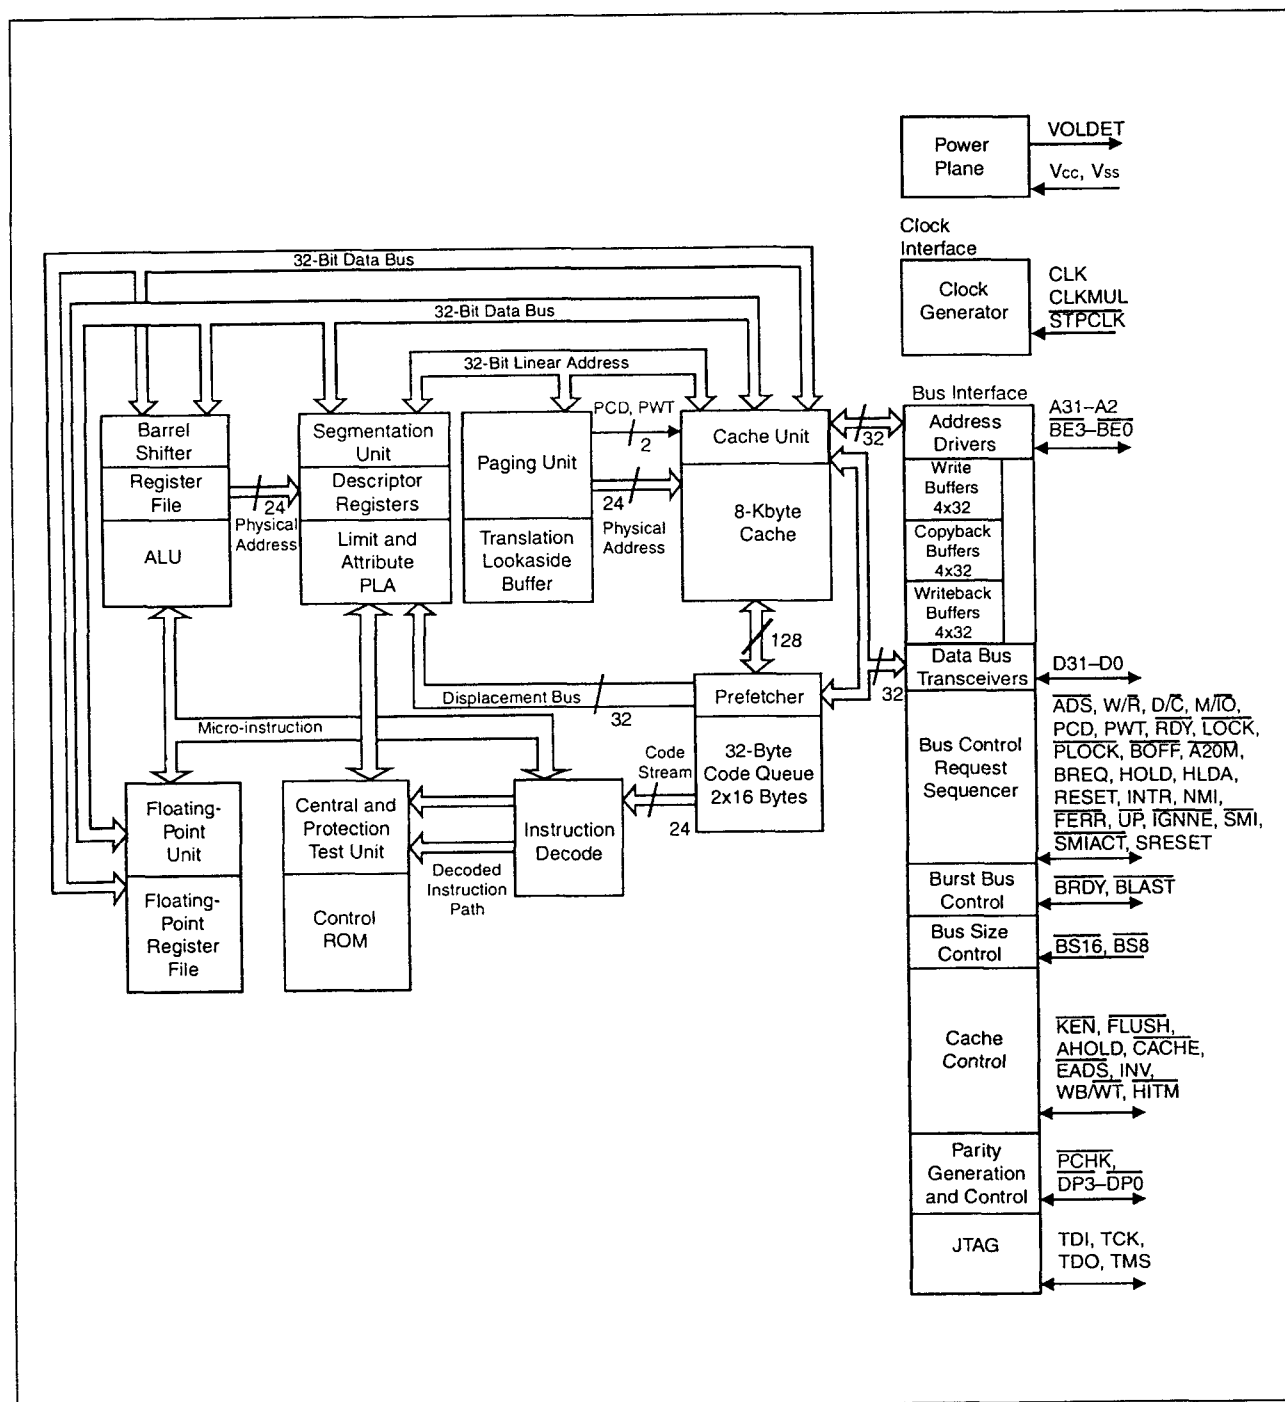 Power
Plane
VOLDET
Vcc, Vss
Clock
Interface
Clock
Generator
CLK
CLKMUL
STPCLK
32-Bit Data Bus
32-Bit Data Bus
32-Bit Linear Address
PCD, PWT
2
Barrel
Shifter
Register
File
ALU
24
Physical
Address
Segmentation
Unit
Descriptor
Registers
Limit and
Attribute
PLA
Paging Unit
Translation
Lookaside
Buffer
24
Physical
Address
Cache Unit
8-Kbyte
Cache
32
128
32
Bus Interface
Address
Drivers
A31–A2
BE3–BE0
Write
Buffers
4x32
Copyback
Buffers
4x32
Writeback
Buffers
4x32
Data Bus
Transceivers
D31–D0
Displacement Bus
32
Micro-instruction
Prefetcher
32-Byte
Code Queue
2x16 Bytes
Code
Stream
24
Floating-
Point
Unit
Floating-
Point
Register
File
Central and
Protection
Test Unit
Control
ROM
Instruction
Decode
Decoded
Instruction
Path
Bus Control
Request
Sequencer
ADS, W/R, D/C, M/IO,
PCD, PWT, RDY, LOCK,
PLOCK, BOFF, A20M,
BREQ, HOLD, HLDA,
RESET, INTR, NMI,
FERR, UP, IGNNE, SMI,
SMIACT, SRESET
Burst Bus
Control
BRDY, BLAST
Bus Size
Control
BS16, BS8
Cache
Control
KEN, FLUSH,
AHOLD, CACHE,
EADS, INV,
WB/WT, HITM
Parity
Generation
and Control
PCHK,
DP3–DP0
JTAG
TDI, TCK,
TDO, TMS